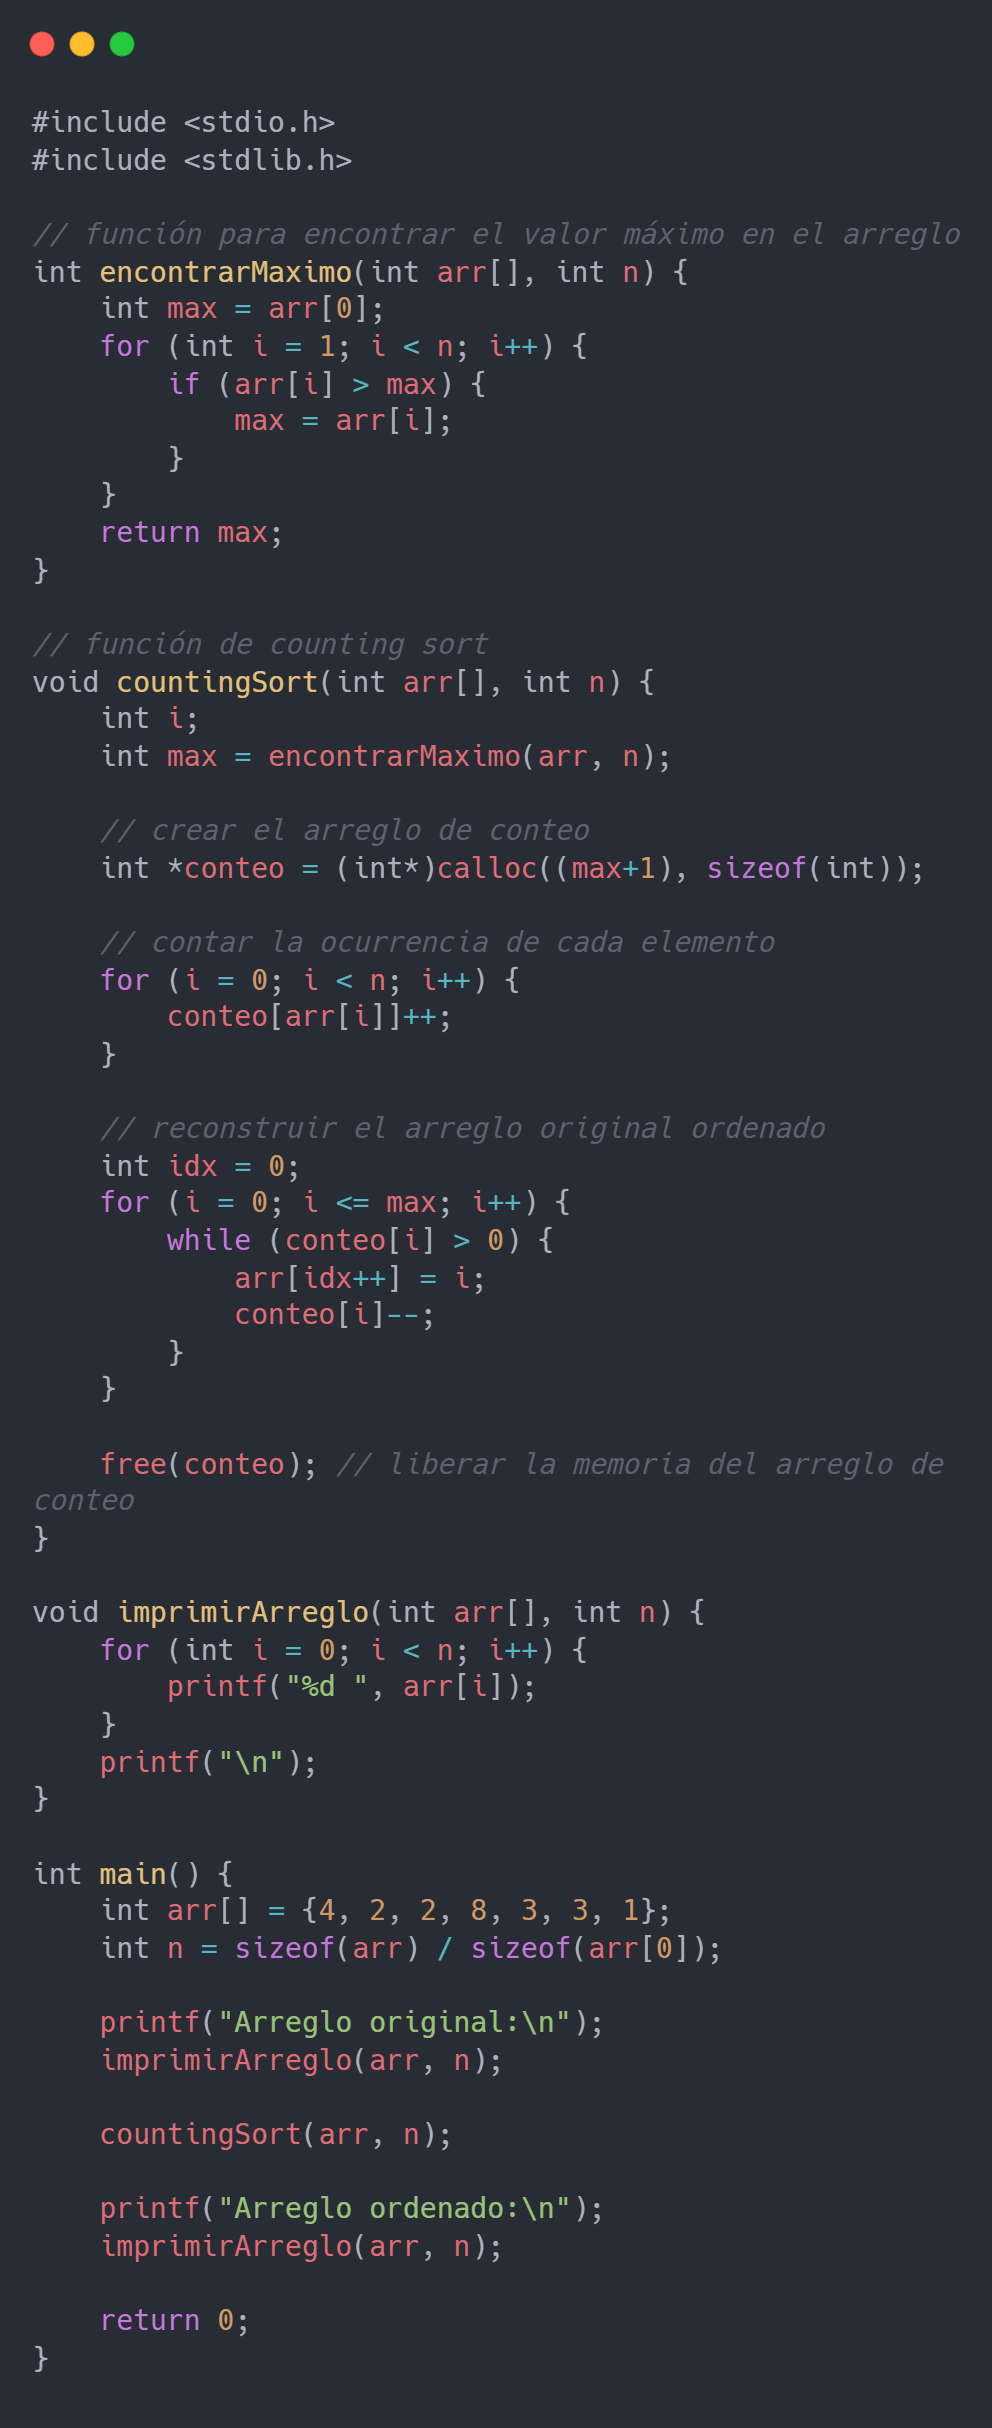 #include <stdio.h>
#include <stdlib.h>

// función para encontrar el valor máximo en el arreglo
int encontrarMaximo(int arr[], int n) {
    int max = arr[0];
    for (int i = 1; i < n; i++) {
        if (arr[i] > max) {
            max = arr[i];
        }
    }
    return max;
}

// función de counting sort
void countingSort(int arr[], int n) {
    int i;
    int max = encontrarMaximo(arr, n);

    // crear el arreglo de conteo
    int *conteo = (int*)calloc((max+1), sizeof(int));

    // contar la ocurrencia de cada elemento
    for (i = 0; i < n; i++) {
        conteo[arr[i]]++;
    }

    // reconstruir el arreglo original ordenado
    int idx = 0;
    for (i = 0; i <= max; i++) {
        while (conteo[i] > 0) {
            arr[idx++] = i;
            conteo[i]--;
        }
    }

    free(conteo); // liberar la memoria del arreglo de
conteo
}

void imprimirArreglo(int arr[], int n) {
    for (int i = 0; i < n; i++) {
        printf("%d ", arr[i]);
    }
    printf("\n");
}

int main() {
    int arr[] = {4, 2, 2, 8, 3, 3, 1};
    int n = sizeof(arr) / sizeof(arr[0]);

    printf("Arreglo original:\n");
    imprimirArreglo(arr, n);

    countingSort(arr, n);

    printf("Arreglo ordenado:\n");
    imprimirArreglo(arr, n);

    return 0;
}